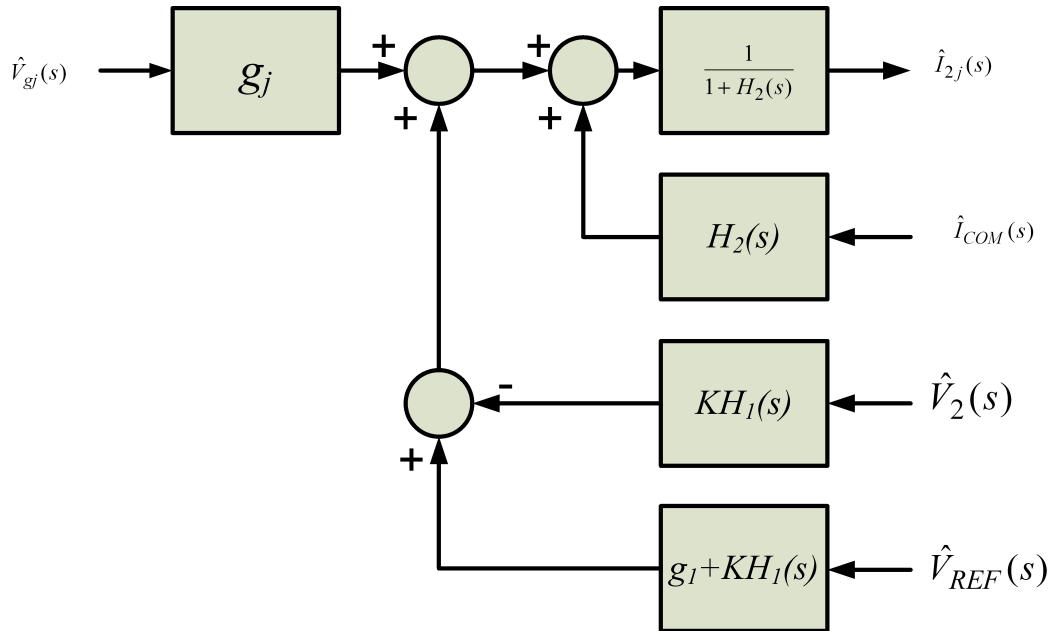 V̂gj(s)
gj
+
+
+
+
1
1 + H2(s)
Î2j(s)
H2(s)
ÎCOM(s)
-
KH1(s)
V̂2(s)
+
g1+KH1(s)
V̂REF(s)